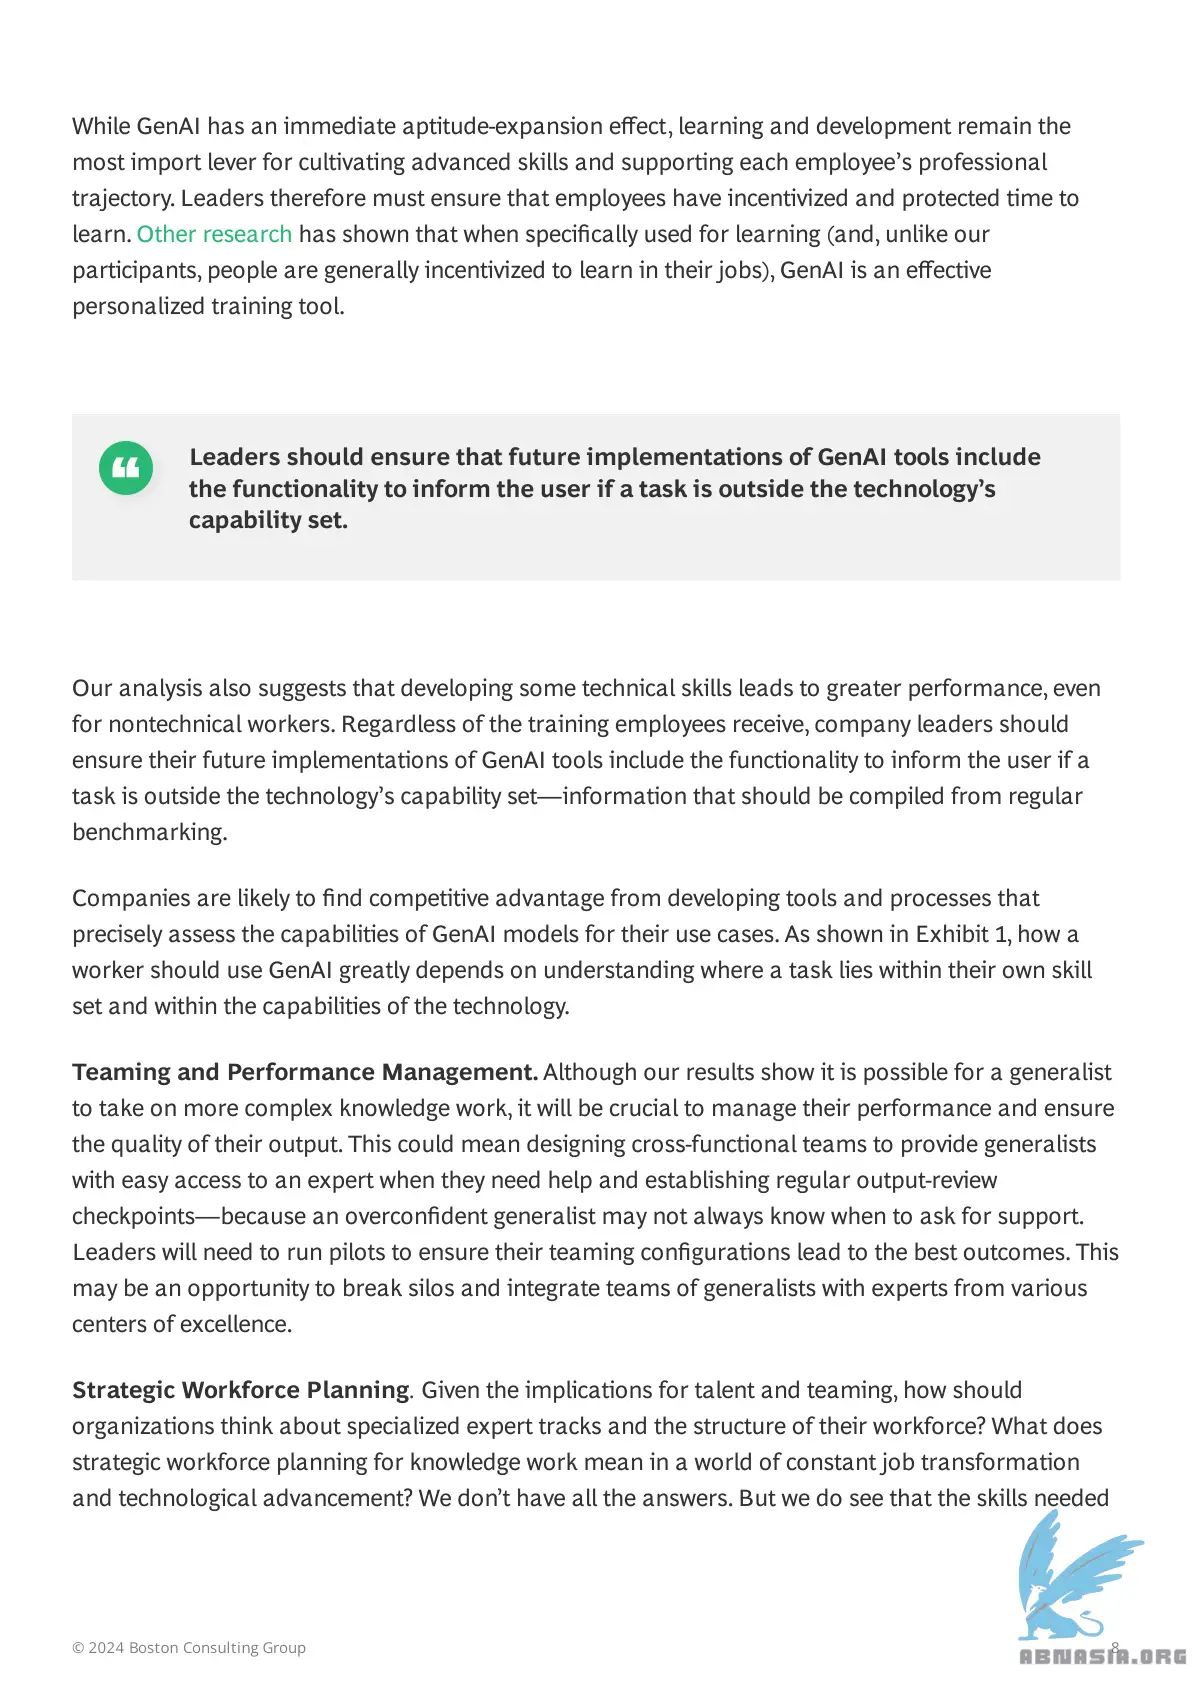 While GenAI has an immediate aptitude-expansion effect, learning and development remain the
most import lever for cultivating advanced skills and supporting each employee’s professional
trajectory. Leaders therefore must ensure that employees have incentivized and protected time to
learn. Other research has shown that when specifically used for learning (and, unlike our
participants, people are generally incentivized to learn in their jobs), GenAI is an effective
personalized training tool.
Leaders should ensure that future implementations of GenAI tools include
the functionality to inform the user if a task is outside the technology’s
capability set.
Our analysis also suggests that developing some technical skills leads to greater performance, even
for nontechnical workers. Regardless of the training employees receive, company leaders should
ensure their future implementations of GenAI tools include the functionality to inform the user if a
task is outside the technology’s capability set—information that should be compiled from regular
benchmarking.
Companies are likely to find competitive advantage from developing tools and processes that
precisely assess the capabilities of GenAI models for their use cases. As shown in Exhibit 1, how a
worker should use GenAI greatly depends on understanding where a task lies within their own skill
set and within the capabilities of the technology.
Teaming and Performance Management. Although our results show it is possible for a generalist
to take on more complex knowledge work, it will be crucial to manage their performance and ensure
the quality of their output. This could mean designing cross-functional teams to provide generalists
with easy access to an expert when they need help and establishing regular output-review
checkpoints—because an overconfident generalist may not always know when to ask for support.
Leaders will need to run pilots to ensure their teaming configurations lead to the best outcomes. This
may be an opportunity to break silos and integrate teams of generalists with experts from various
centers of excellence.
Strategic Workforce Planning. Given the implications for talent and teaming, how should
organizations think about specialized expert tracks and the structure of their workforce? What does
strategic workforce planning for knowledge work mean in a world of constant job transformation
and technological advancement? We don’t have all the answers. But we do see that the skills needed
© 2024 Boston Consulting Group
8
ABNASIA.ORG